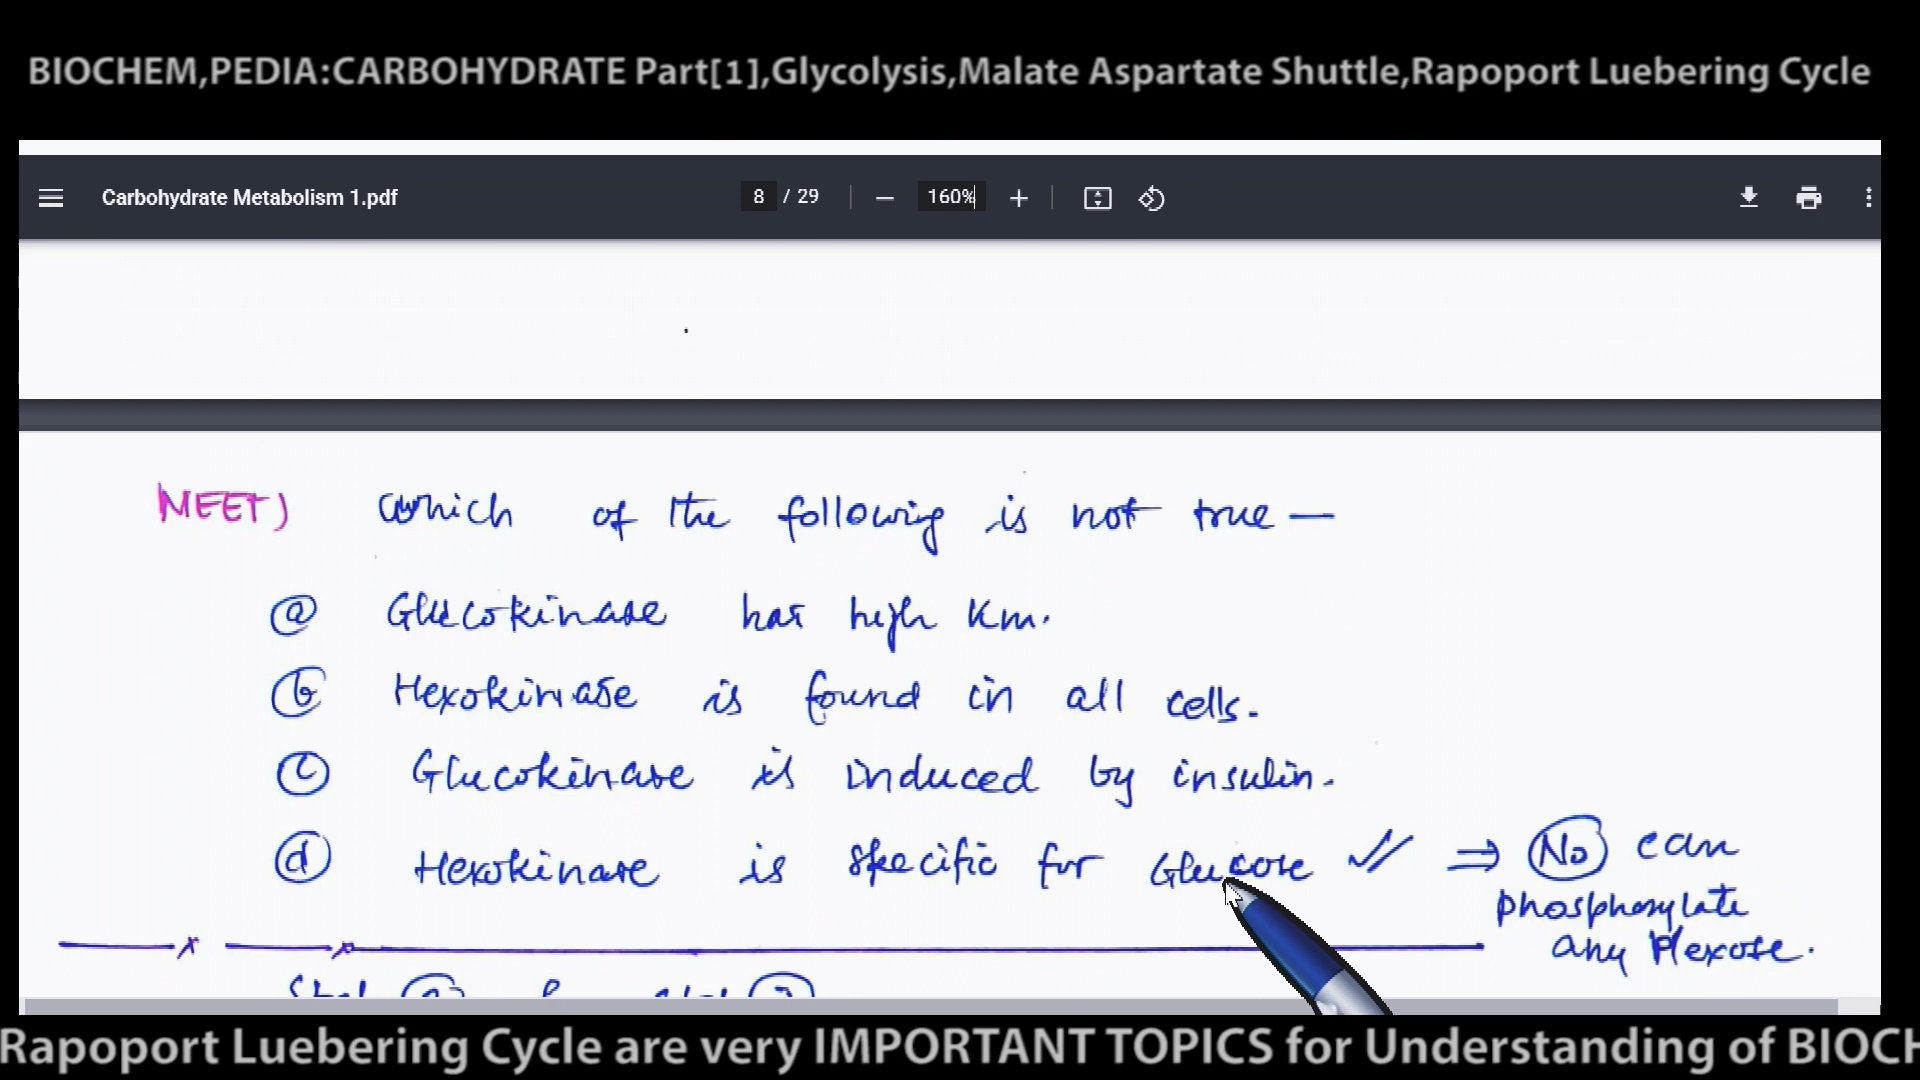 BIOCHEM,PEDIA:CARBOHYDRATE Part[1],Glycolysis,Malate Aspartate Shuttle,Rapoport Luebering Cycle
Carbohydrate Metabolism 1.pdf 8 / 29 160%
NEET) Which of the following is not true —
(a) Glucokinase has high Km.
(b) Hexokinase is found in all cells.
(c) Glucokinase is induced by insulin.
(d) Hexokinase is specific for Glucose ⇒ No can
phosphorylate
any Hexose.
Rapoport Luebering Cycle are very IMPORTANT TOPICS for Understanding of BIOCH